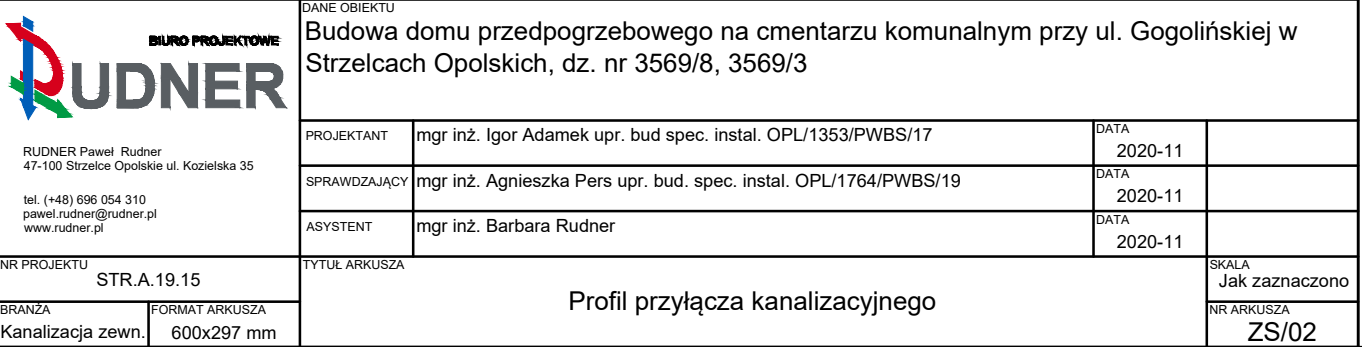 BIURO PROJEKTOWE
RUDNER
RUDNER Paweł Rudner
47-100 Strzelce Opolskie ul. Kozielska 35
tel. (+48) 696 054 310
pawel.rudner@rudner.pl
www.rudner.pl
DANE OBIEKTU
Budowa domu przedpogrzebowego na cmentarzu komunalnym przy ul. Gogolińskiej w
Strzelcach Opolskich, dz. nr 3569/8, 3569/3
PROJEKTANT mgr inż. Igor Adamek upr. bud spec. instal. OPL/1353/PWBS/17 DATA
2020-11
SPRAWDZAJĄCY mgr inż. Agnieszka Pers upr. bud. spec. instal. OPL/1764/PWBS/19 DATA
2020-11
ASYSTENT mgr inż. Barbara Rudner DATA
2020-11
NR PROJEKTU
STR.A.19.15
BRANŻA
Kanalizacja zewn.
FORMAT ARKUSZA
600x297 mm
TYTUŁ ARKUSZA
Profil przyłącza kanalizacyjnego
SKALA
Jak zaznaczono
NR ARKUSZA
ZS/02